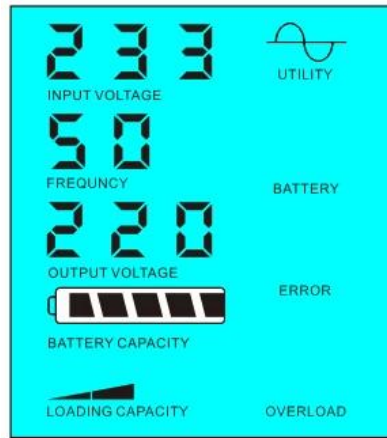 233
UTILITY
INPUT VOLTAGE
50
FREQUNCY
BATTERY
220
OUTPUT VOLTAGE
ERROR
BATTERY CAPACITY
LOADING CAPACITY
OVERLOAD